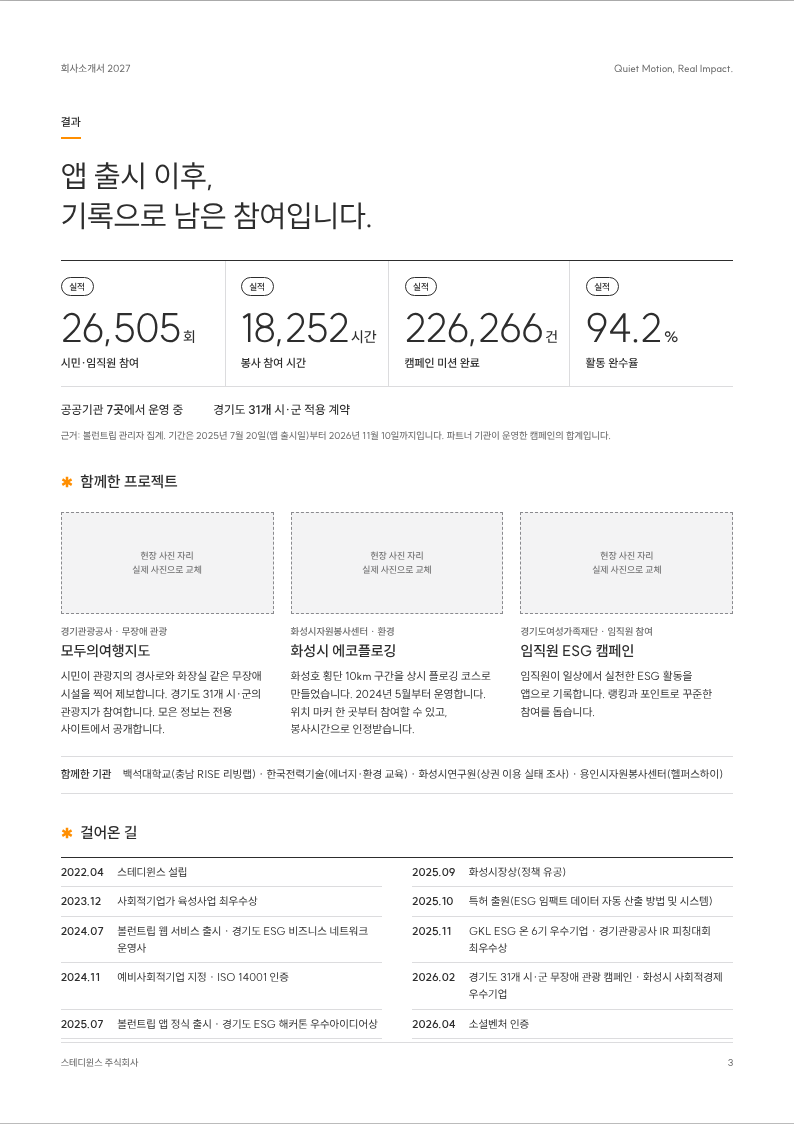 회사소개서 2027
Quiet Motion, Real Impact.
결과
앱 출시 이후,
기록으로 남은 참여입니다.
실적
26,505회
시민·임직원 참여
실적
18,252시간
봉사 참여 시간
실적
226,266건
캠페인 미션 완료
실적
94.2%
활동 완수율
공공기관 7곳에서 운영 중
경기도 31개 시·군 적용 계약
근거: 볼런트립 관리자 집계. 기간은 2025년 7월 20일(앱 출시일)부터 2026년 11월 10일까지입니다. 파트너 기관이 운영한 캠페인의 합계입니다.
✱ 함께한 프로젝트
현장 사진 자리
실제 사진으로 교체
경기관광공사 · 무장애 관광
모두의여행지도
시민이 관광지의 경사로와 화장실 같은 무장애
시설을 찍어 제보합니다. 경기도 31개 시·군의
관광지가 참여합니다. 모은 정보는 전용
사이트에서 공개합니다.
현장 사진 자리
실제 사진으로 교체
화성시자원봉사센터 · 환경
화성시 에코플로깅
화성호 횡단 10km 구간을 상시 플로깅 코스로
만들었습니다. 2024년 5월부터 운영합니다.
위치 마커 한 곳부터 참여할 수 있고,
봉사시간으로 인정받습니다.
현장 사진 자리
실제 사진으로 교체
경기도여성가족재단 · 임직원 참여
임직원 ESG 캠페인
임직원이 일상에서 실천한 ESG 활동을
앱으로 기록합니다. 랭킹과 포인트로 꾸준한
참여를 돕습니다.
함께한 기관 백석대학교(충남 RISE 리빙랩) · 한국전력기술(에너지·환경 교육) · 화성시연구원(상권 이용 실태 조사) · 용인시자원봉사센터(헬퍼스하이)
✱ 걸어온 길
2022.04 스테디윈스 설립
2023.12 사회적기업가 육성사업 최우수상
2024.07 볼런트립 웹 서비스 출시 · 경기도 ESG 비즈니스 네트워크
운영사
2024.11 예비사회적기업 지정 · ISO 14001 인증
2025.07 볼런트립 앱 정식 출시 · 경기도 ESG 해커톤 우수아이디어상
2025.09 화성시장상(정책 유공)
2025.10 특허 출원(ESG 임팩트 데이터 자동 산출 방법 및 시스템)
2025.11 GKL ESG 온 6기 우수기업 · 경기관광공사 IR 피칭대회
최우수상
2026.02 경기도 31개 시·군 무장애 관광 캠페인 · 화성시 사회적경제
우수기업
2026.04 소셜벤처 인증
스테디윈스 주식회사
3